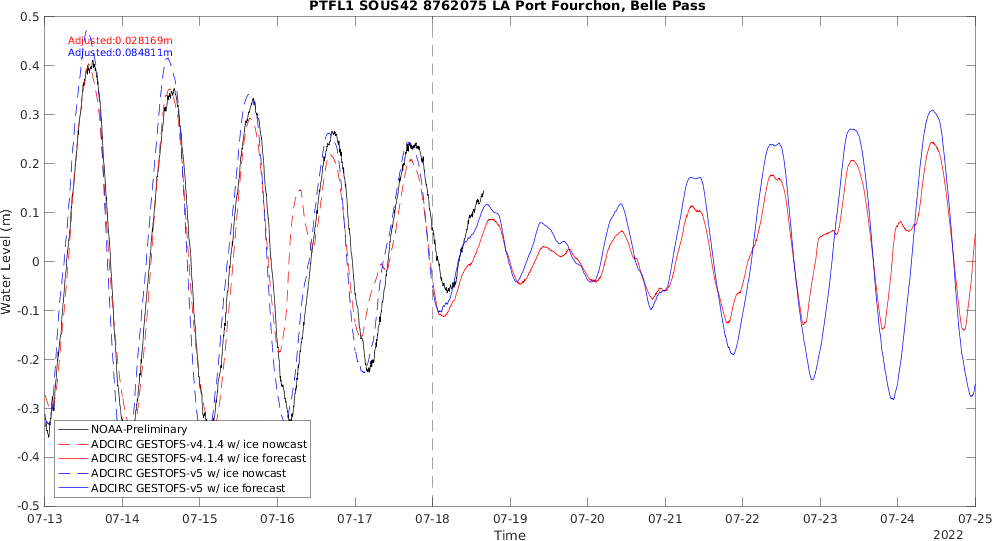 PTFL1 SOUS42 8762075 LA Port Fourchon, Belle Pass
Adjusted:0.028169m
Adjusted:0.084811m
Water Level (m)
0.5
0.4
0.3
0.2
0.1
0
-0.1
-0.2
-0.3
-0.4
-0.5
NOAA-Preliminary
ADCIRC GESTOFS-v4.1.4 w/ ice nowcast
ADCIRC GESTOFS-v4.1.4 w/ ice forecast
ADCIRC GESTOFS-v5 w/ ice nowcast
ADCIRC GESTOFS-v5 w/ ice forecast
07-13 07-14 07-15 07-16 07-17 07-18 07-19 07-20 07-21 07-22 07-23 07-24 07-25
Time
2022